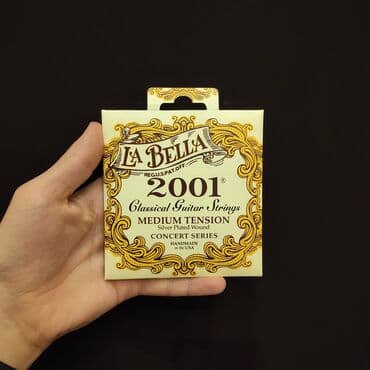 LA BELLA
REG.U.S.PAT.OFF.
2001®
Classical Guitar Strings
MEDIUM TENSION
Silver Plated Wound
CONCERT SERIES
HANDMADE
IN THE USA